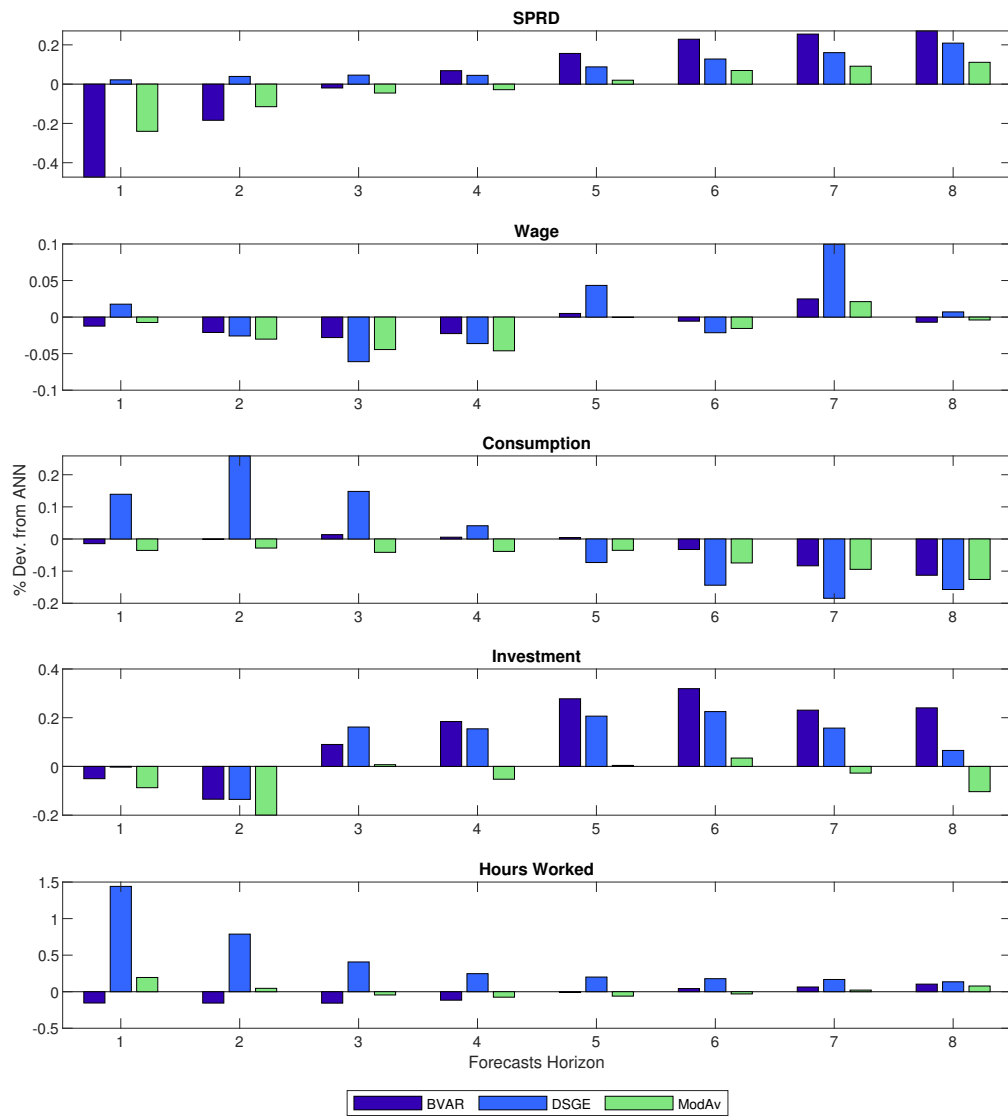 SPRD
0.2
0
-0.2
-0.4
1 2 3 4 5 6 7 8
Wage
0.1
0.05
0
-0.05
-0.1
1 2 3 4 5 6 7 8
Consumption
% Dev. from ANN
0.2
0.1
0
-0.1
-0.2
1 2 3 4 5 6 7 8
Investment
0.4
0.2
0
-0.2
1 2 3 4 5 6 7 8
Hours Worked
1.5
1
0.5
0
-0.5
1 2 3 4 5 6 7 8
Forecasts Horizon
BVAR DSGE ModAv